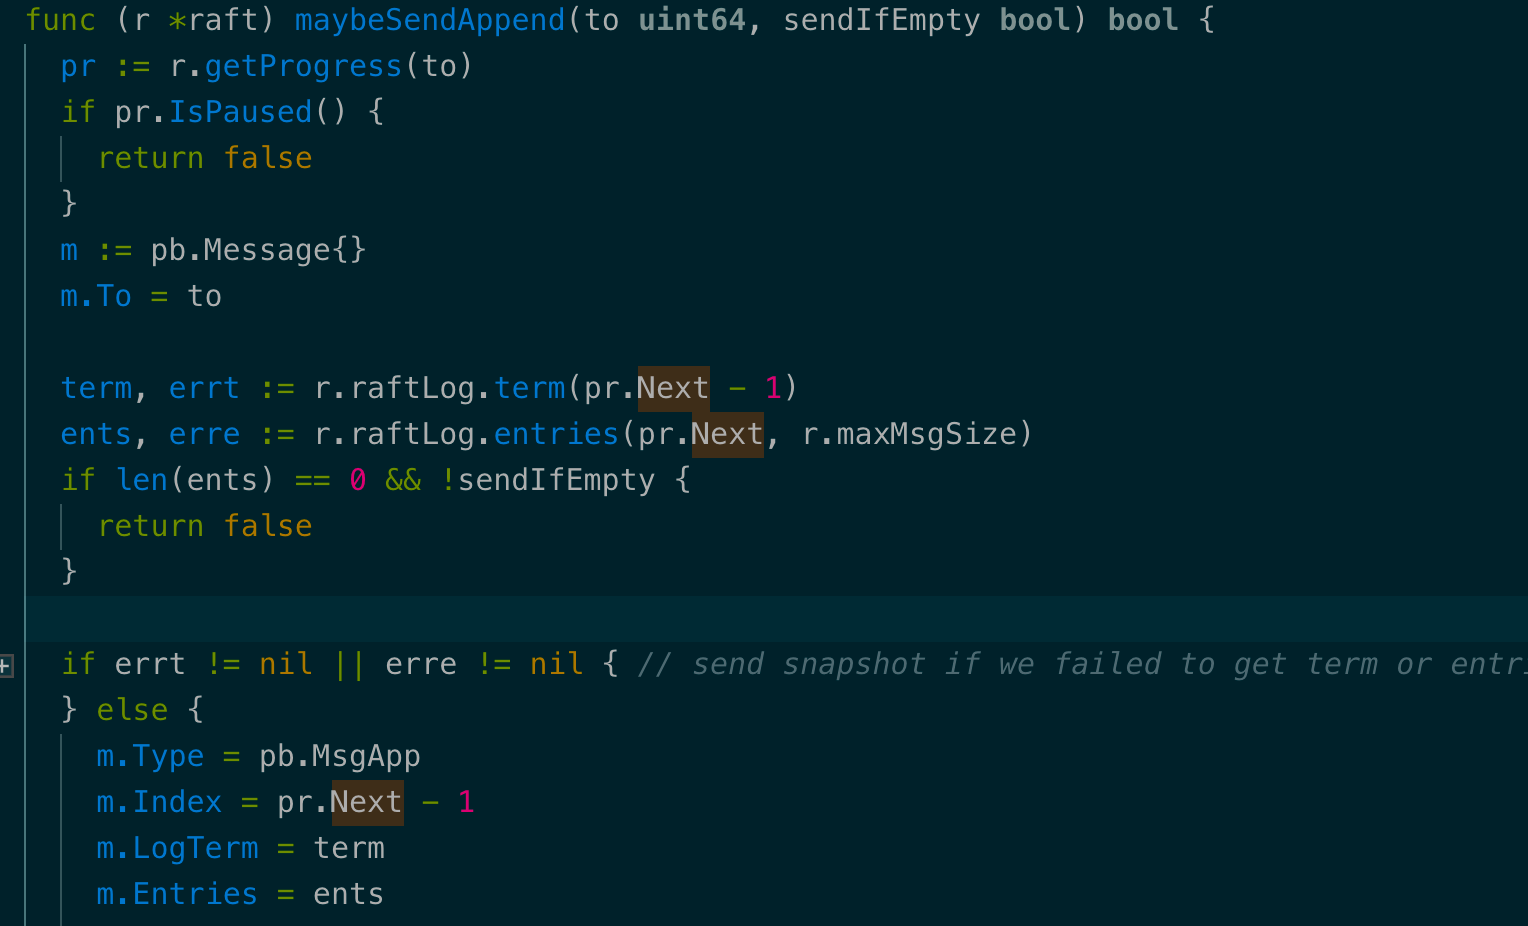 func (r *raft) maybeSendAppend(to uint64, sendIfEmpty bool) bool {
pr := r.getProgress(to)
if pr.IsPaused() {
return false
}
m := pb.Message{}
m.To = to
term, errt := r.raftLog.term(pr.Next - 1)
ents, erre := r.raftLog.entries(pr.Next, r.maxMsgSize)
if len(ents) == 0 && !sendIfEmpty {
return false
}
if errt != nil || erre != nil { // send snapshot if we failed to get term or entri
} else {
m.Type = pb.MsgApp
m.Index = pr.Next - 1
m.LogTerm = term
m.Entries = ents